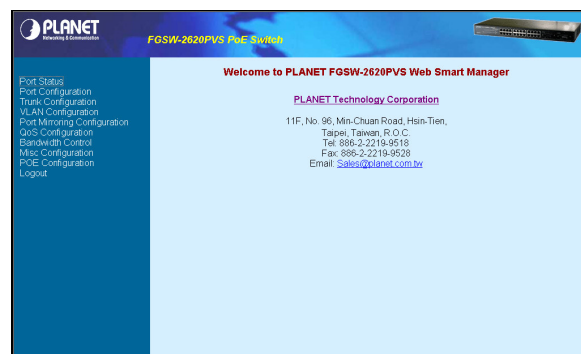 PLANET
Networking & Communication
FGSW-2620PVS PoE Switch
Port Status
Port Configuration
Trunk Configuration
VLAN Configuration
Port Mirroring Configuration
QoS Configuration
Bandwidth Control
Misc Configuration
POE Configuration
Logout
Welcome to PLANET FGSW-2620PVS Web Smart Manager
PLANET Technology Corporation
11F, No. 96, Min-Chuan Road, Hsin-Tien,
Taipei, Taiwan, R.O.C.
Tel: 886-2-2219-9518
Fax: 886-2-2219-9528
Email: Sales@planet.com.tw